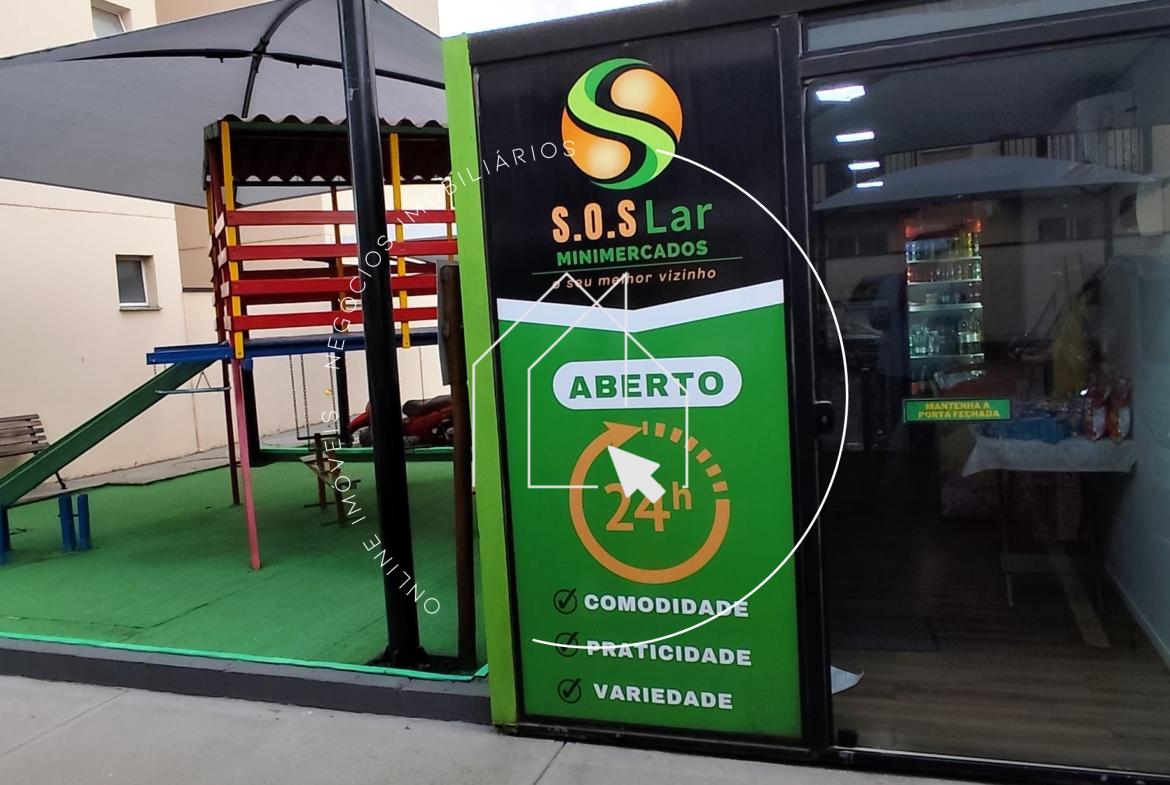 ONLINE IMÓVEIS • NEGÓCIOS IMOBILIÁRIOS
S.O.S Lar
MINIMERCADOS
o seu melhor vizinho
ABERTO
24h
COMODIDADE
PRATICIDADE
VARIEDADE
MANTENHA A
PORTA FECHADA